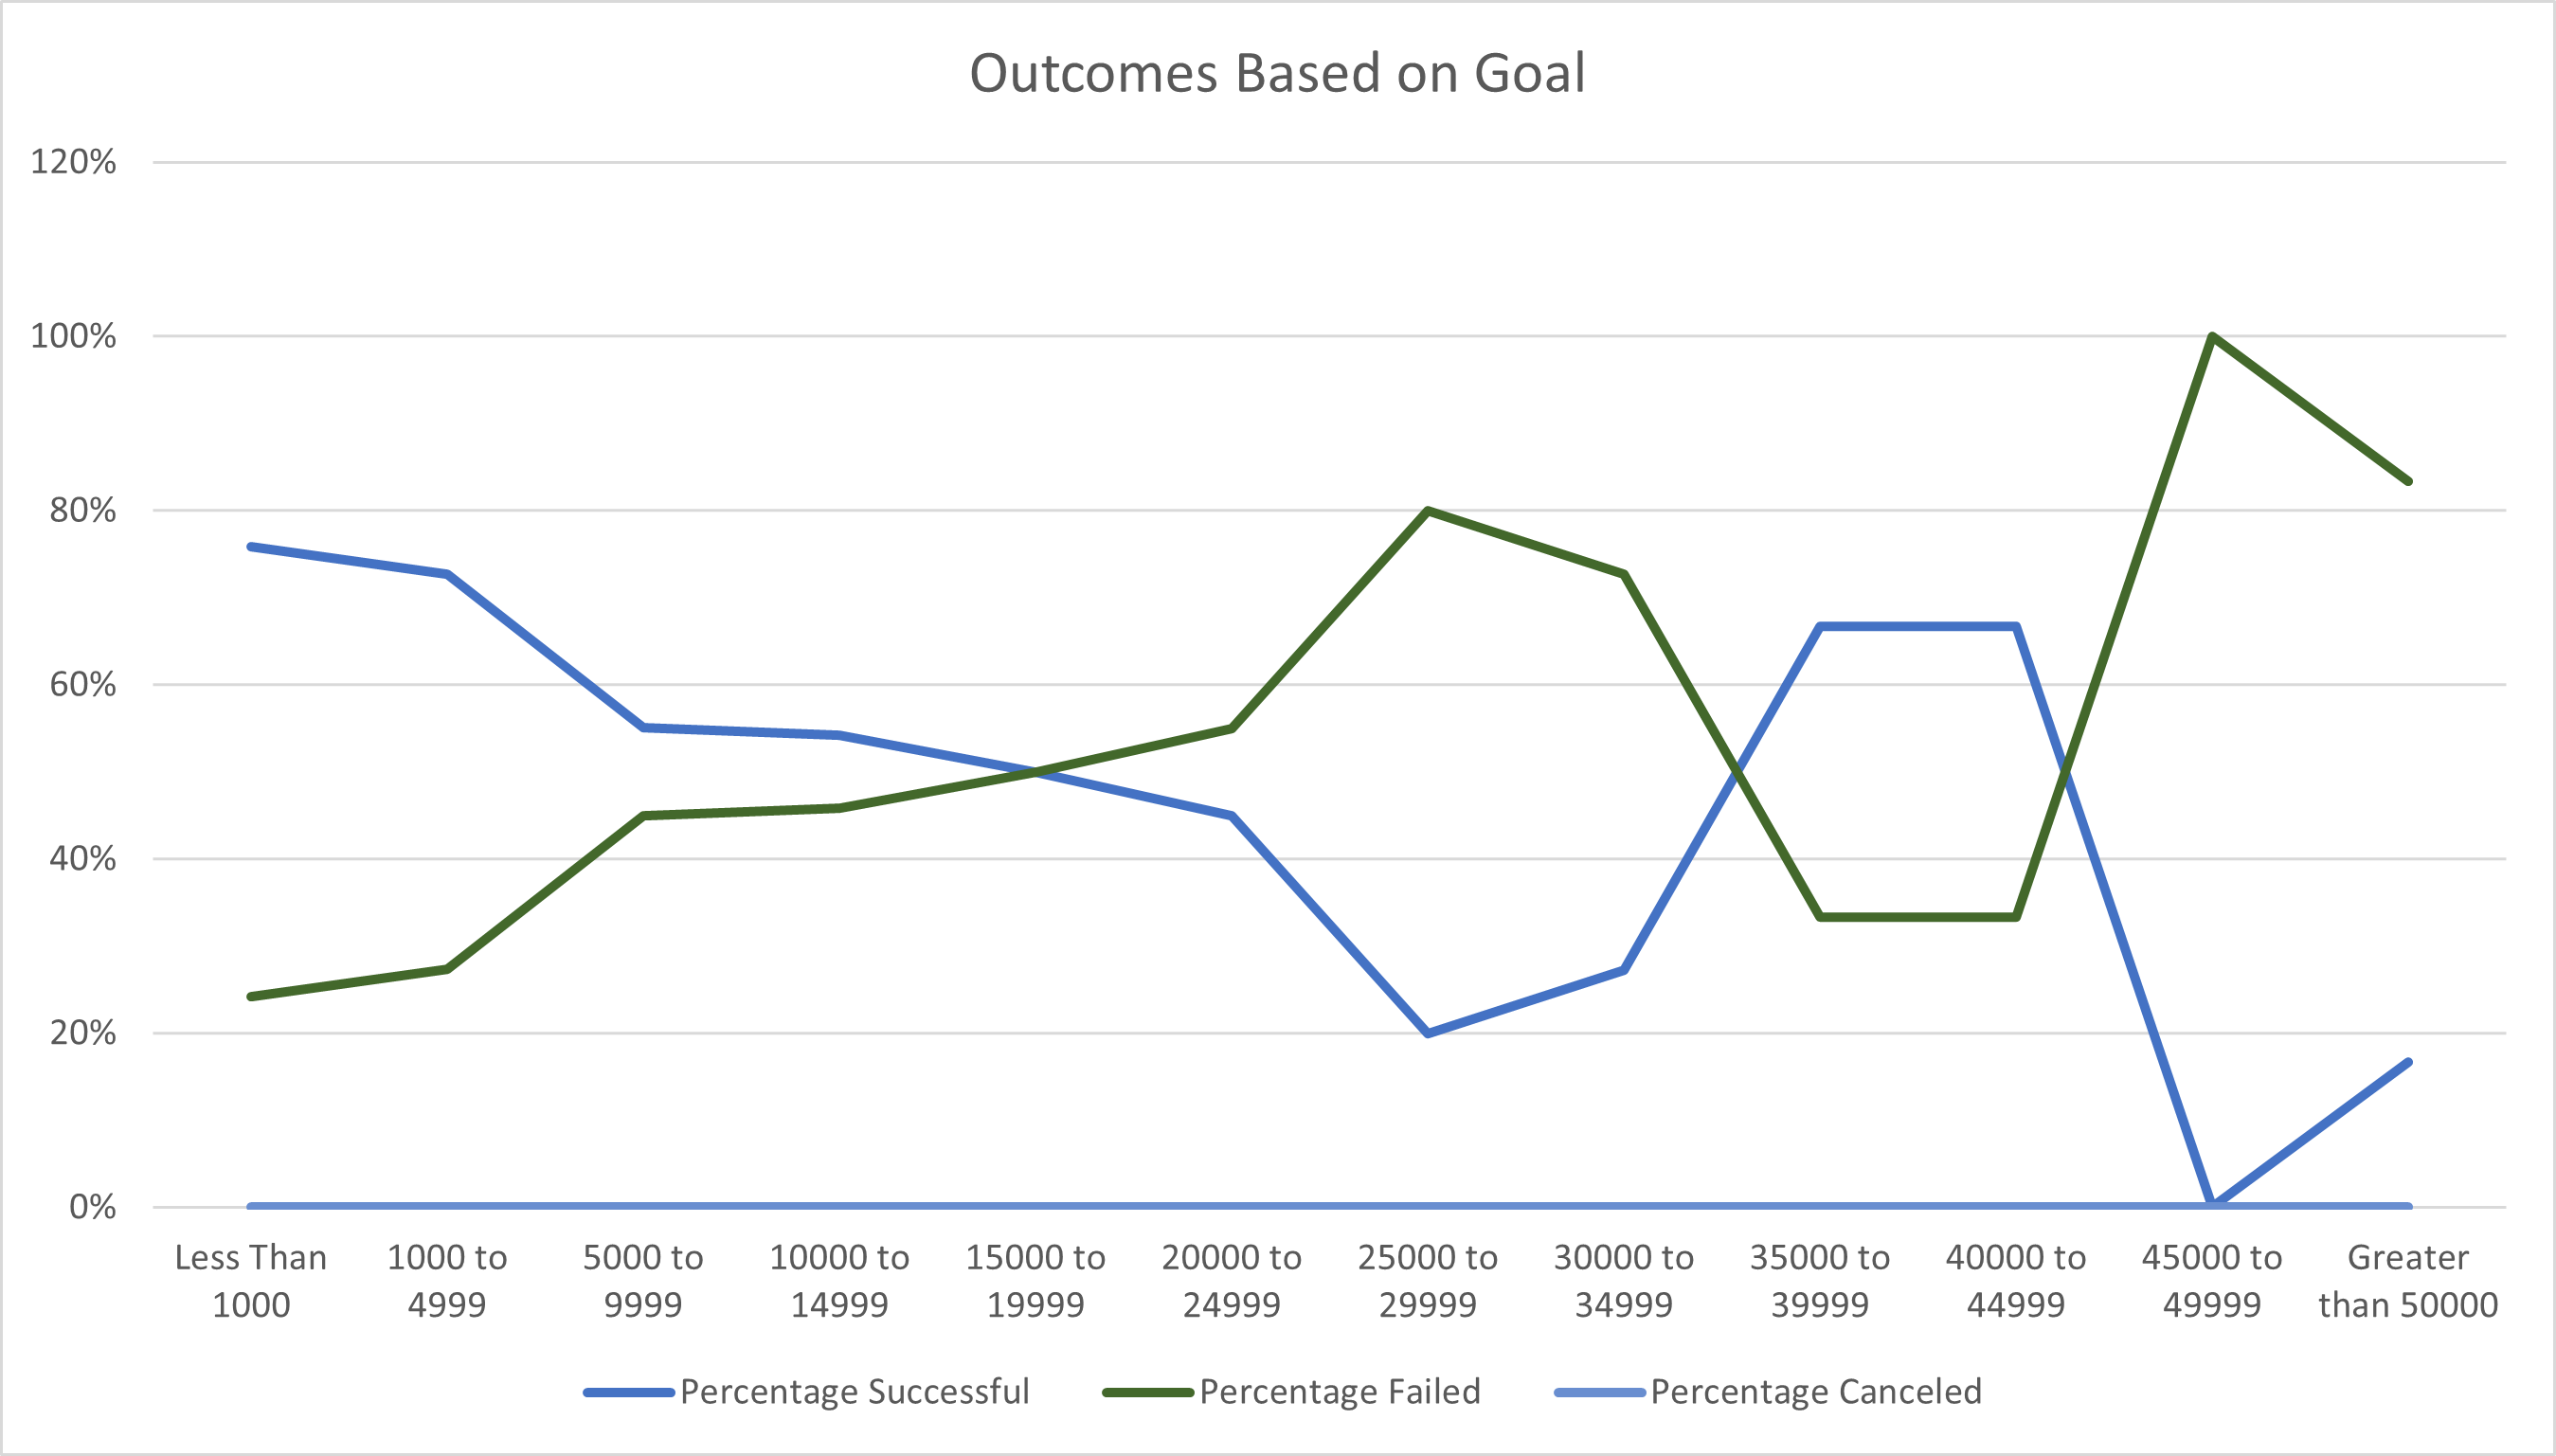 Outcomes Based on Goal
120%
100%
80%
60%
40%
20%
0%
Less Than
1000
1000 to
4999
5000 to
9999
10000 to
14999
15000 to
19999
20000 to
24999
25000 to
29999
30000 to
34999
35000 to
39999
40000 to
44999
45000 to
49999
Greater
than 50000
Percentage Successful
Percentage Failed
Percentage Canceled